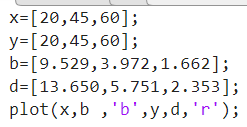 x=[20,45,60];
y=[20,45,60];
b=[9.529,3.972,1.662];
d=[13.650,5.751,2.353];
plot(x,b ,'b',y,d,'r');